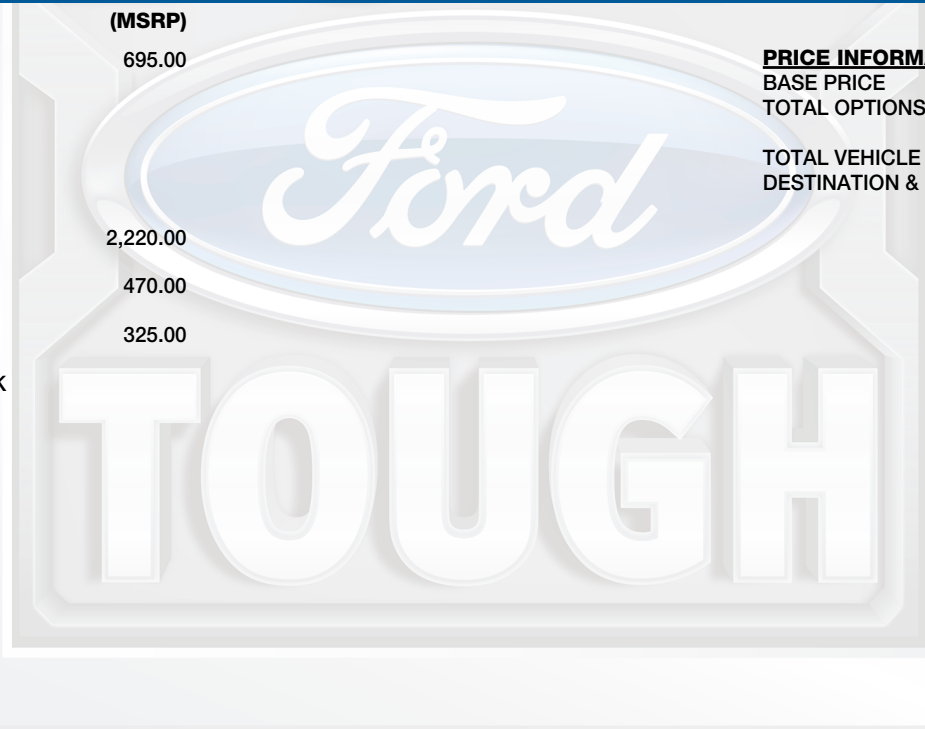 (MSRP)
695.00
PRICE INFORMA
BASE PRICE
TOTAL OPTIONS
TOTAL VEHICLE
DESTINATION &
2,220.00
470.00
325.00
K
Ford
TOUGH